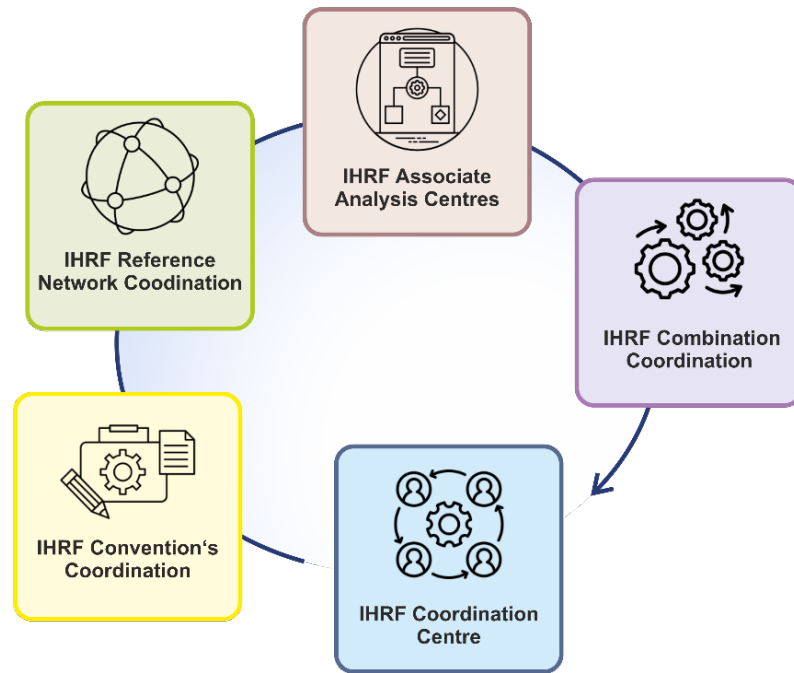 IHRF Associate
Analysis Centres
IHRF Reference
Network Coodination
IHRF Combination
Coordination
IHRF Convention‘s
Coordination
IHRF Coordination
Centre